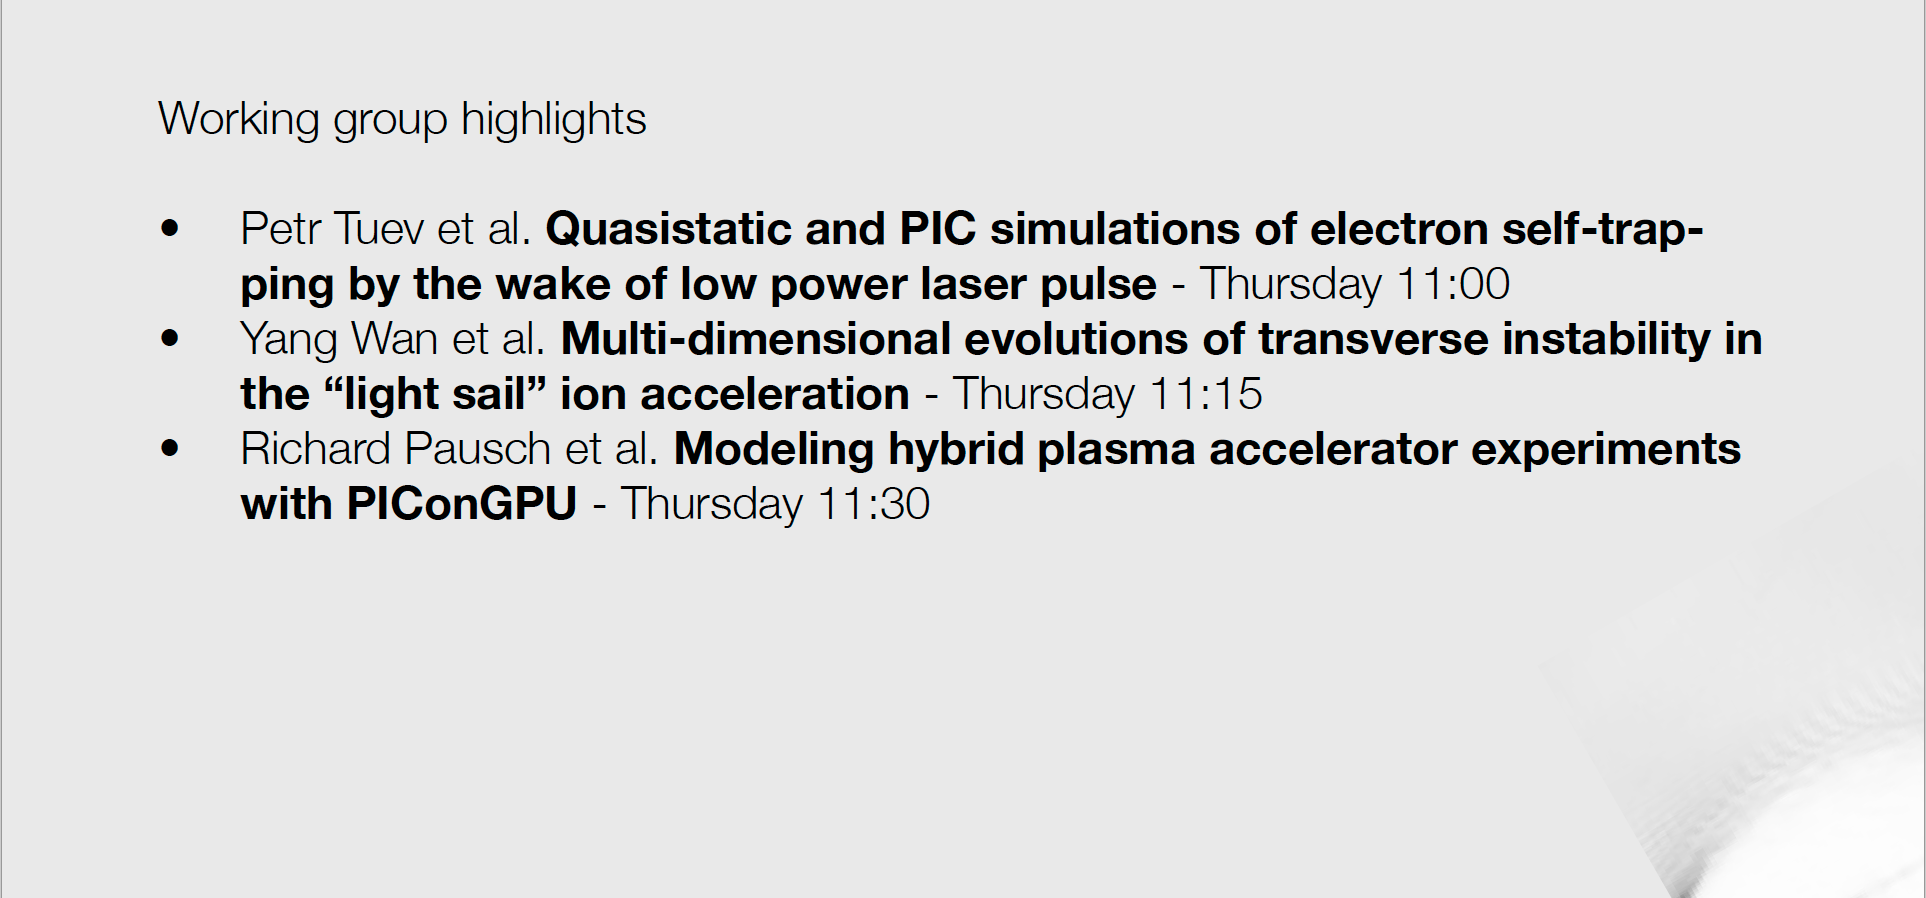 Working group highlights
• Petr Tuev et al. Quasistatic and PIC simulations of electron self-trap-
ping by the wake of low power laser pulse - Thursday 11:00
• Yang Wan et al. Multi-dimensional evolutions of transverse instability in
the “light sail” ion acceleration - Thursday 11:15
• Richard Pausch et al. Modeling hybrid plasma accelerator experiments
with PIConGPU - Thursday 11:30